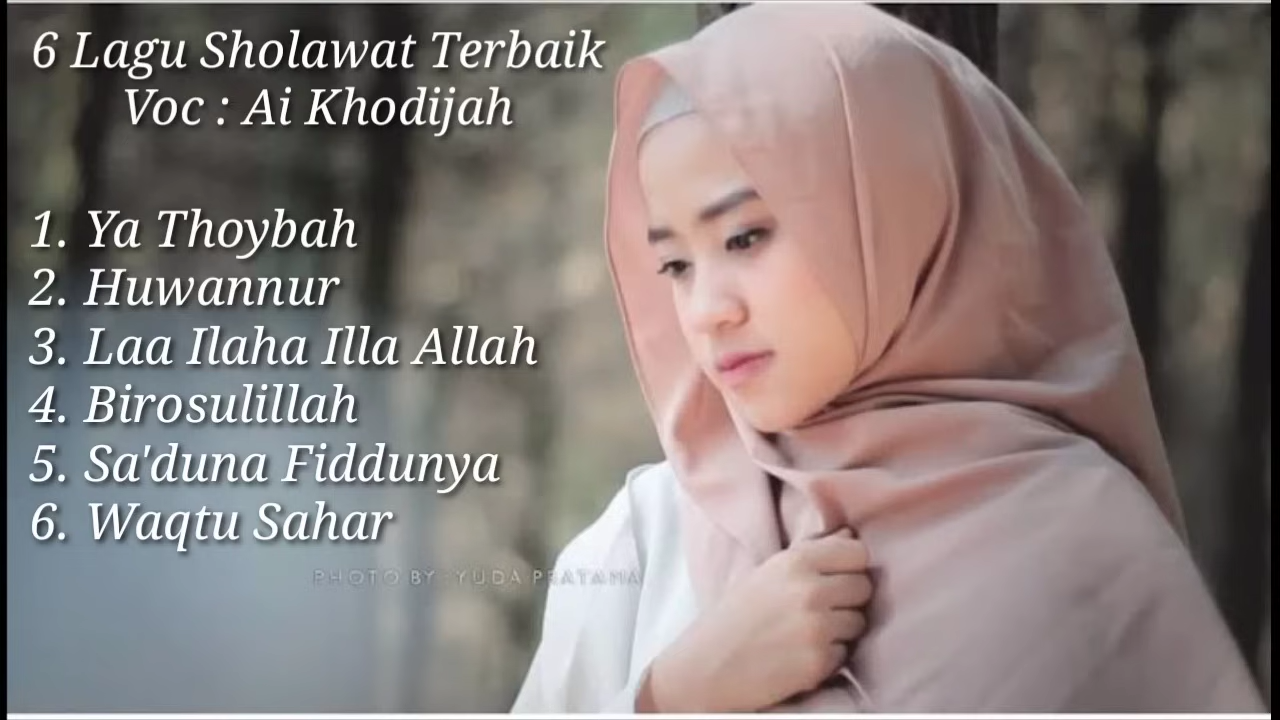 6 Lagu Sholawat Terbaik
Voc : Ai Khodijah
1. Ya Thoybah
2. Huwannur
3. Laa Ilaha Illa Allah
4. Birosulillah
5. Sa'duna Fiddunya
6. Waqtu Sahar
PHOTO BY : YUDA PRATAMA